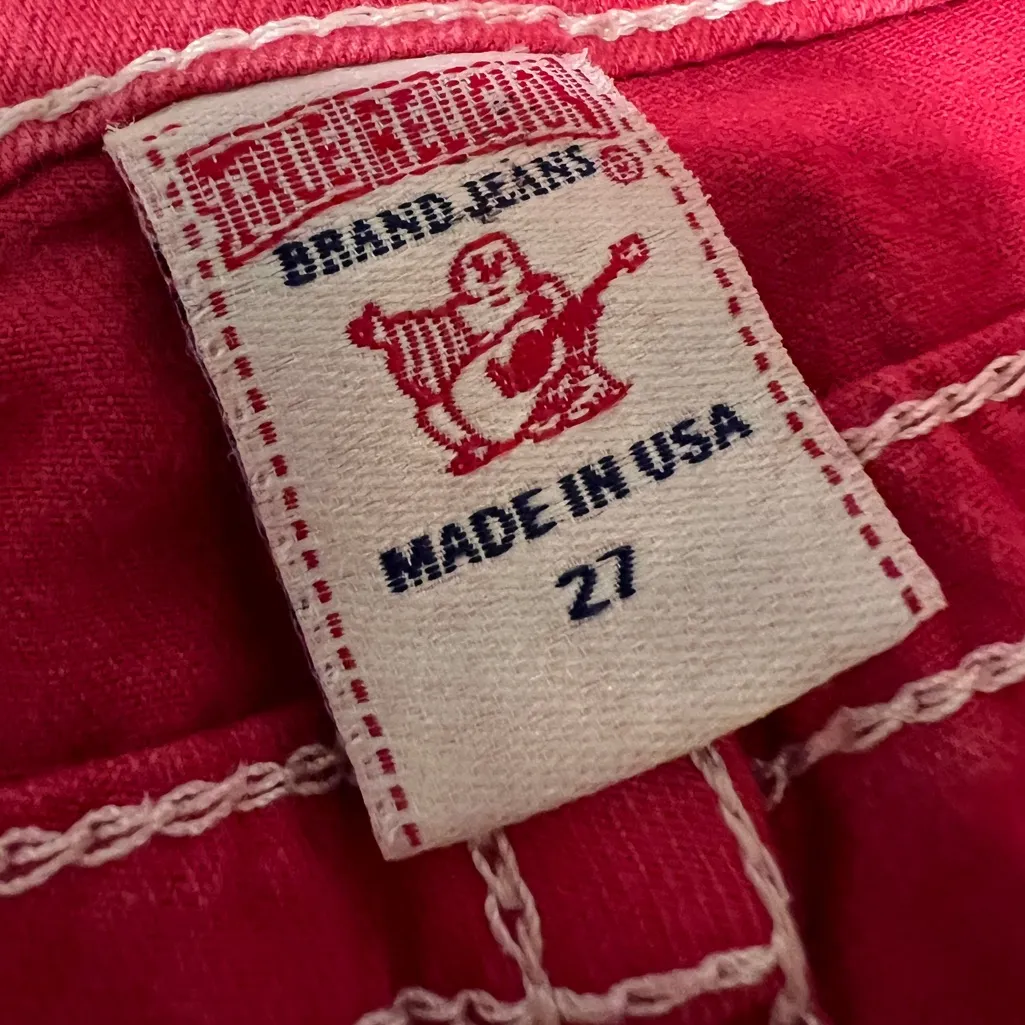 TRUE RELIGION
BRAND JEANS®
MADE IN USA
27